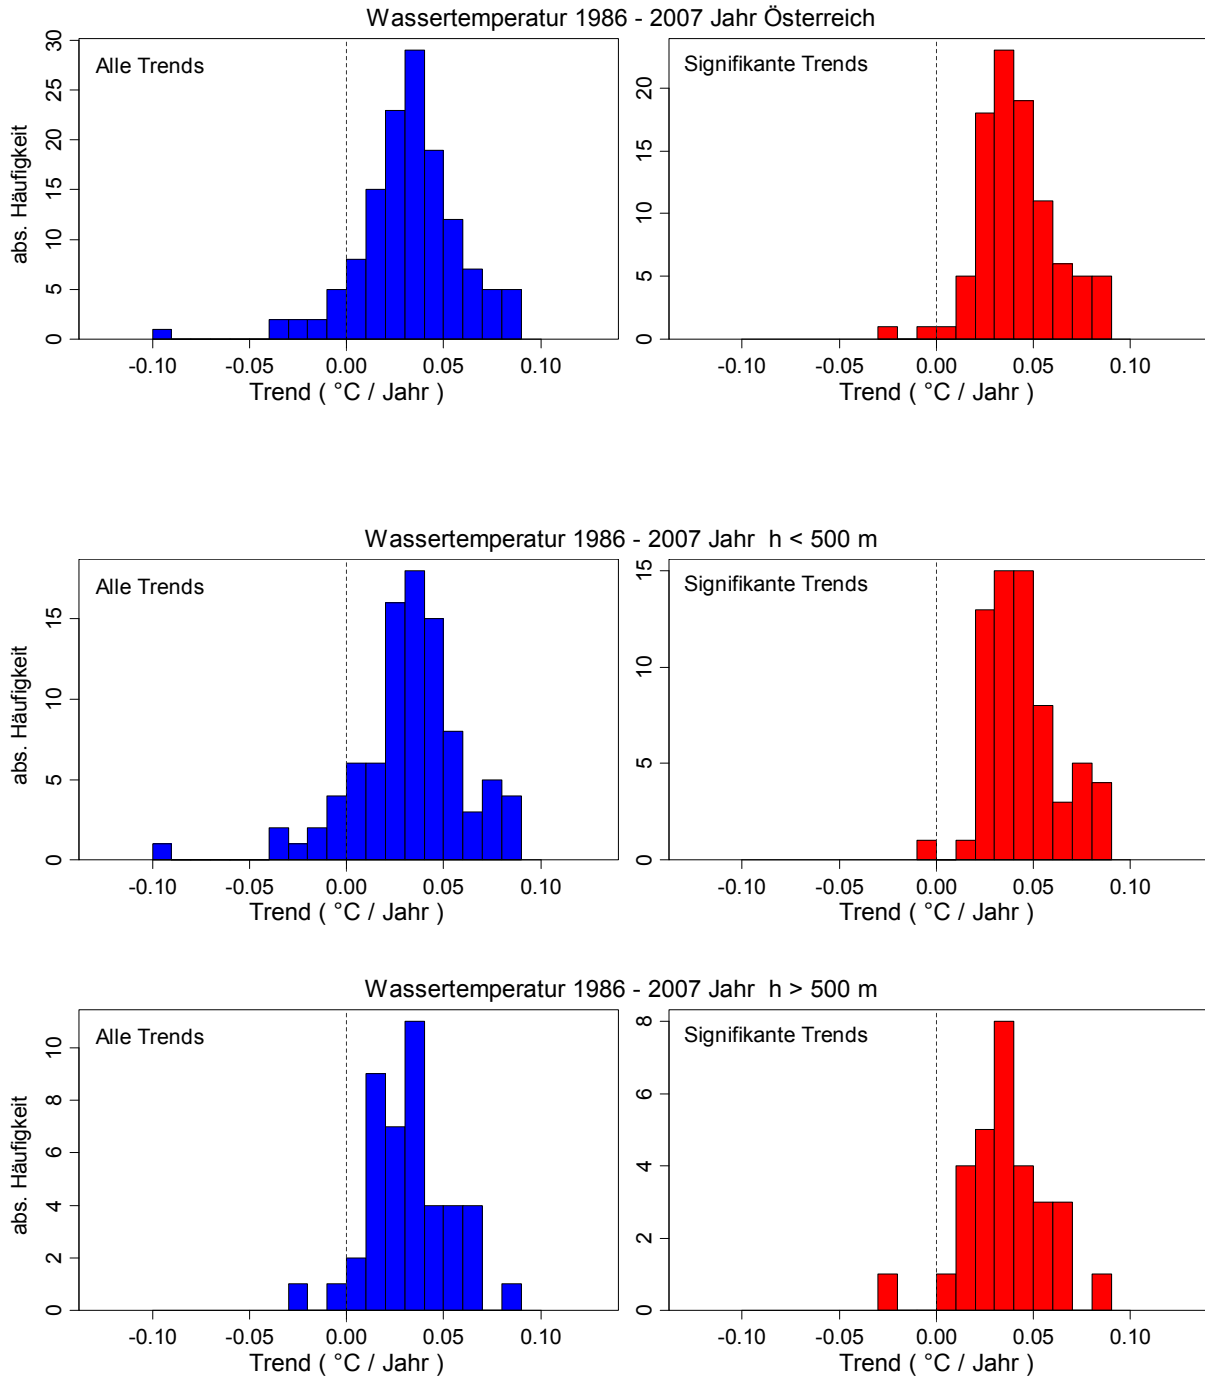 Wassertemperatur 1986 - 2007 Jahr Österreich
Alle Trends
abs. Häufigkeit
0 5 10 15 20 25 30
-0.10 -0.05 0.00 0.05 0.10
Trend ( °C / Jahr )
Signifikante Trends
0 5 10 15 20
-0.10 -0.05 0.00 0.05 0.10
Trend ( °C / Jahr )
Wassertemperatur 1986 - 2007 Jahr h < 500 m
Alle Trends
abs. Häufigkeit
0 5 10 15
-0.10 -0.05 0.00 0.05 0.10
Trend ( °C / Jahr )
Signifikante Trends
0 5 10 15
-0.10 -0.05 0.00 0.05 0.10
Trend ( °C / Jahr )
Wassertemperatur 1986 - 2007 Jahr h > 500 m
Alle Trends
abs. Häufigkeit
0 2 4 6 8 10
-0.10 -0.05 0.00 0.05 0.10
Trend ( °C / Jahr )
Signifikante Trends
0 2 4 6 8
-0.10 -0.05 0.00 0.05 0.10
Trend ( °C / Jahr )